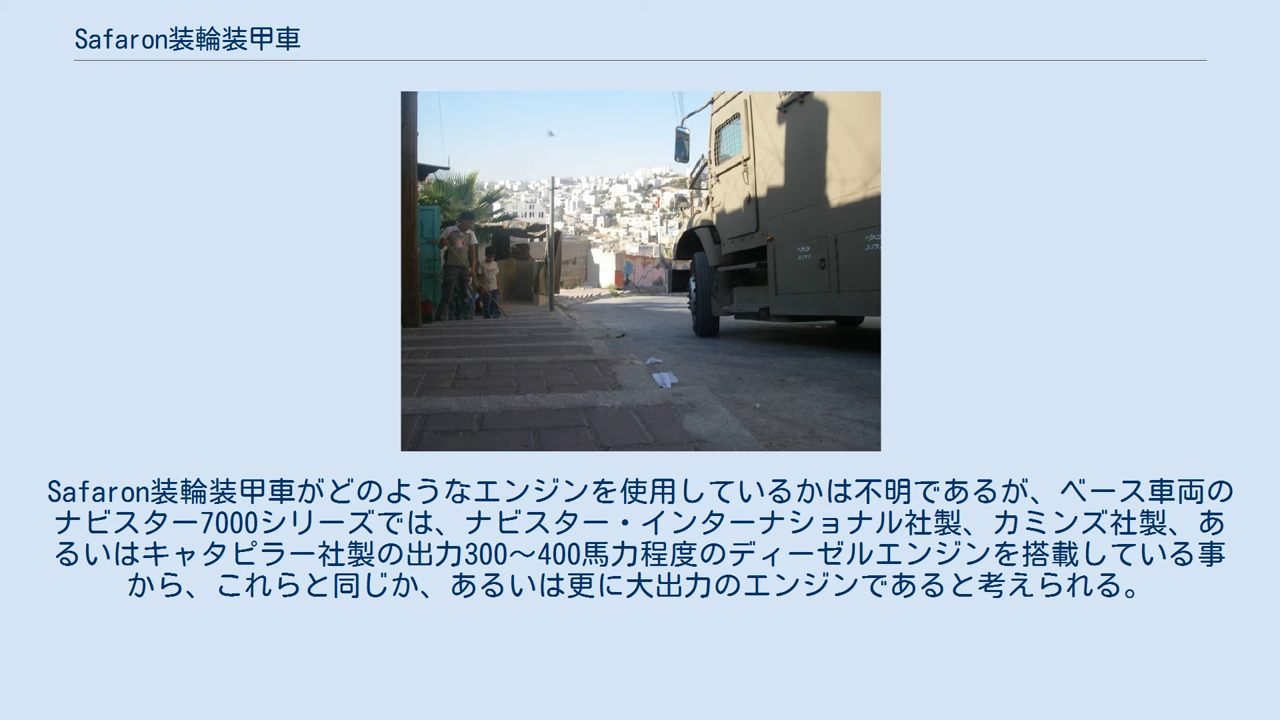 Safaron装輪装甲車
Safaron装輪装甲車がどのようなエンジンを使用しているかは不明であるが、ベース車両の
ナビスター7000シリーズでは、ナビスター・インターナショナル社製、カミンズ社製、あ
るいはキャタピラー社製の出力300～400馬力程度のディーゼルエンジンを搭載している事
から、これらと同じか、あるいは更に大出力のエンジンであると考えられる。